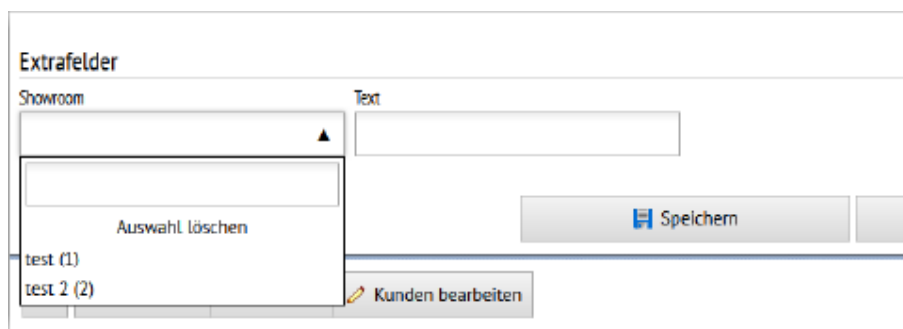 Extrafelder
Showroom Text
Auswahl löschen
Speichern
test (1)
test 2 (2)
Kunden bearbeiten